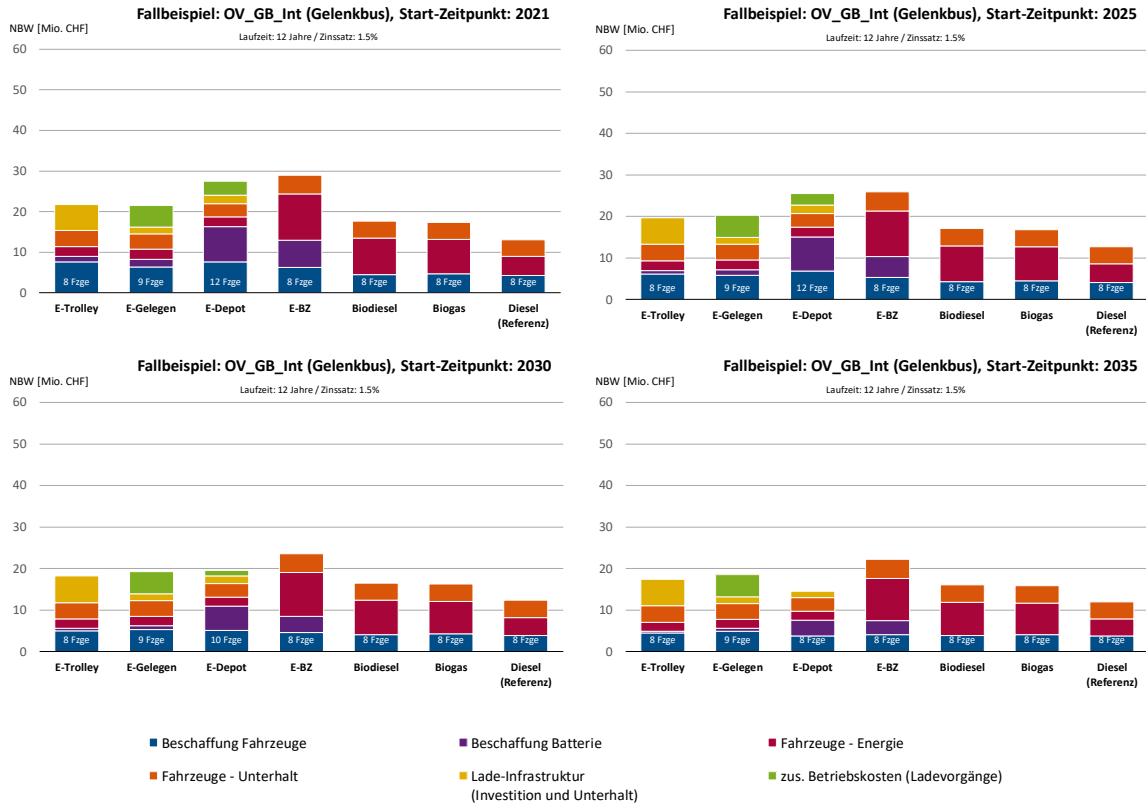 Fallbeispiel: OV_GB_Int (Gelenkbus), Start-Zeitpunkt: 2021
NBW [Mio. CHF]
Laufzeit: 12 Jahre / Zinssatz: 1.5%
60
50
40
30
20
10
0
8 Fzge 9 Fzge 12 Fzge 8 Fzge 8 Fzge 8 Fzge 8 Fzge
E-Trolley E-Gelegen E-Depot E-BZ Biodiesel Biogas Diesel
(Referenz)
Fallbeispiel: OV_GB_Int (Gelenkbus), Start-Zeitpunkt: 2025
NBW [Mio. CHF]
Laufzeit: 12 Jahre / Zinssatz: 1.5%
60
50
40
30
20
10
0
8 Fzge 9 Fzge 12 Fzge 8 Fzge 8 Fzge 8 Fzge 8 Fzge
E-Trolley E-Gelegen E-Depot E-BZ Biodiesel Biogas Diesel
(Referenz)
Fallbeispiel: OV_GB_Int (Gelenkbus), Start-Zeitpunkt: 2030
NBW [Mio. CHF]
Laufzeit: 12 Jahre / Zinssatz: 1.5%
60
50
40
30
20
10
0
8 Fzge 9 Fzge 10 Fzge 8 Fzge 8 Fzge 8 Fzge 8 Fzge
E-Trolley E-Gelegen E-Depot E-BZ Biodiesel Biogas Diesel
(Referenz)
Fallbeispiel: OV_GB_Int (Gelenkbus), Start-Zeitpunkt: 2035
NBW [Mio. CHF]
Laufzeit: 12 Jahre / Zinssatz: 1.5%
60
50
40
30
20
10
0
8 Fzge 9 Fzge 8 Fzge 8 Fzge 8 Fzge 8 Fzge 8 Fzge
E-Trolley E-Gelegen E-Depot E-BZ Biodiesel Biogas Diesel
(Referenz)
Beschaffung Fahrzeuge
Beschaffung Batterie
Fahrzeuge - Energie
Fahrzeuge - Unterhalt
Lade-Infrastruktur
(Investition und Unterhalt)
zus. Betriebskosten (Ladevorgänge)